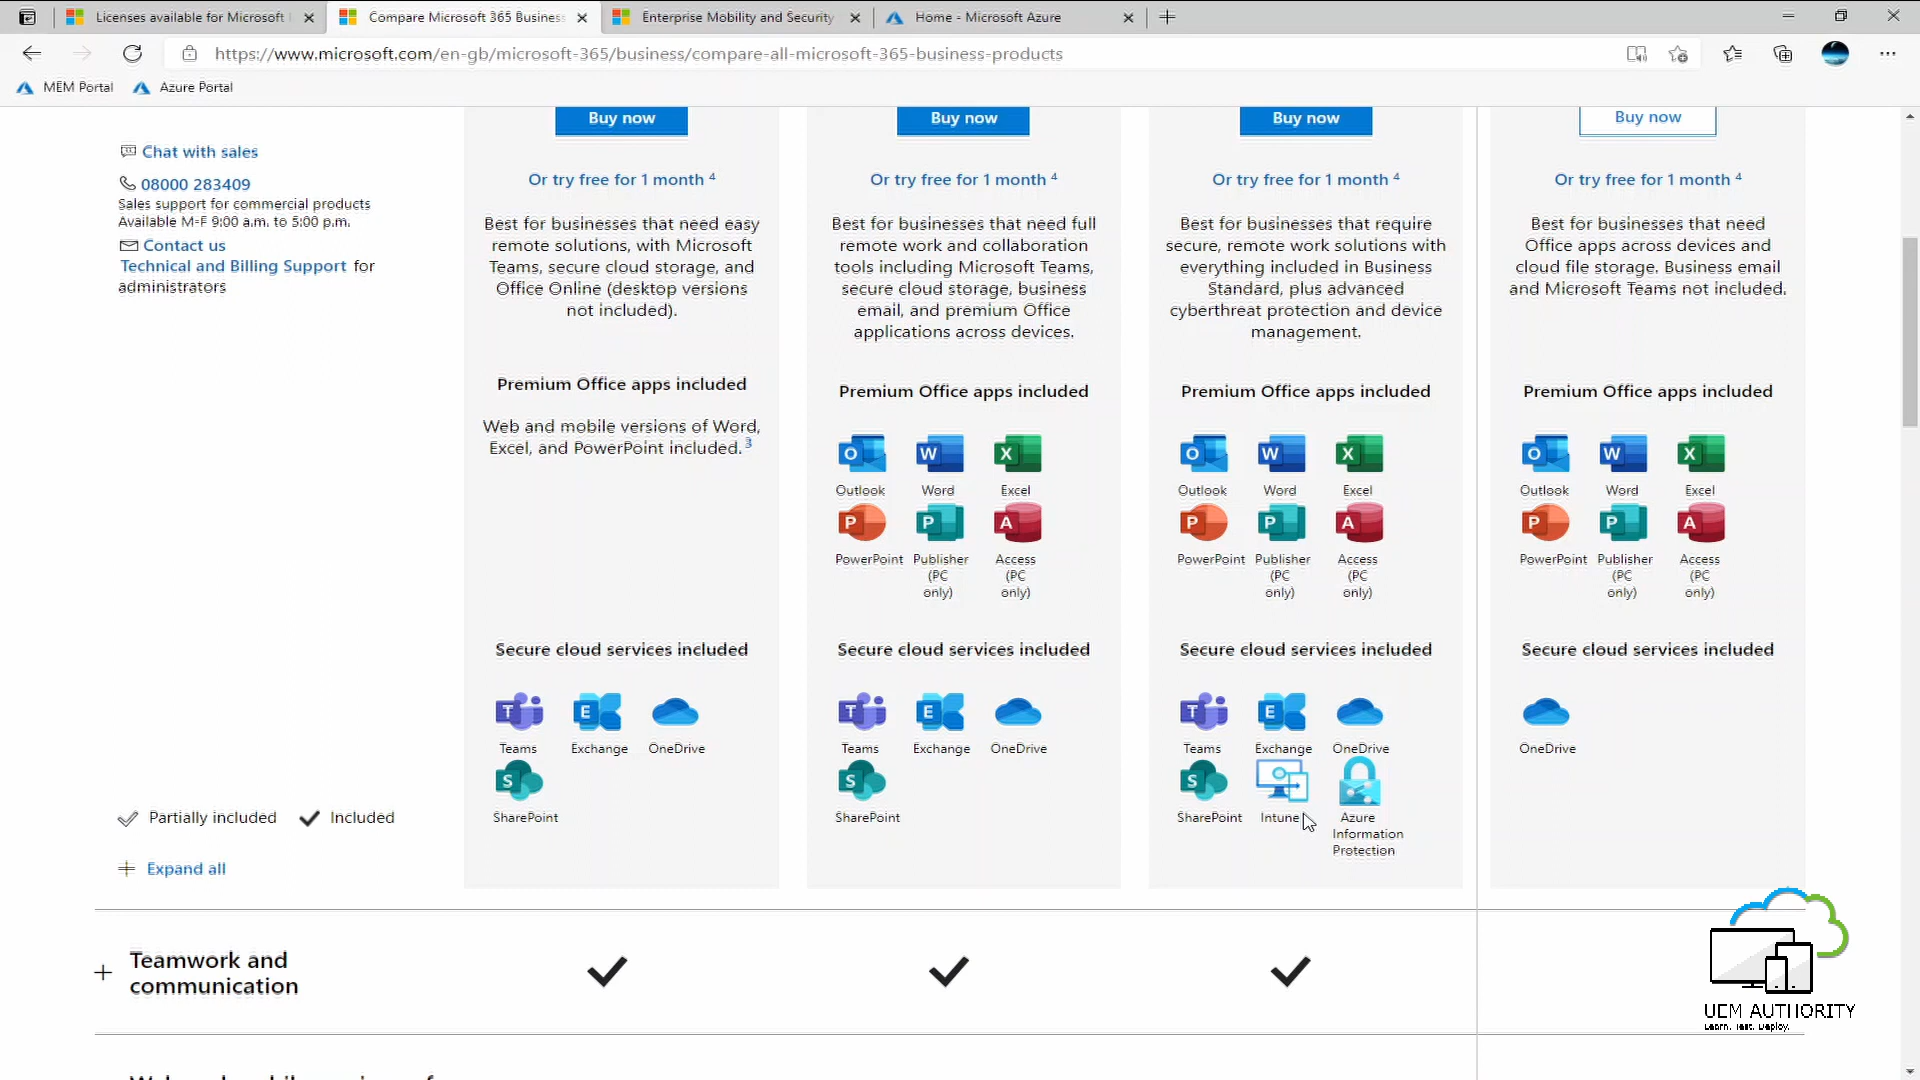 Licenses available for Microsoft
Compare Microsoft 365 Business
Enterprise Mobility and Security
Home - Microsoft Azure
https://www.microsoft.com/en-gb/microsoft-365/business/compare-all-microsoft-365-business-products
MEM Portal
Azure Portal
Chat with sales
08000 283409
Sales support for commercial products
Available M-F 9:00 a.m. to 5:00 p.m.
Contact us
Technical and Billing Support for
administrators
Buy now
Or try free for 1 month 4
Best for businesses that need easy
remote solutions, with Microsoft
Teams, secure cloud storage, and
Office Online (desktop versions
not included).
Premium Office apps included
Web and mobile versions of Word,
Excel, and PowerPoint included. 3
Secure cloud services included
Teams Exchange OneDrive
SharePoint
Buy now
Or try free for 1 month 4
Best for businesses that need full
remote work and collaboration
tools including Microsoft Teams,
secure cloud storage, business
email, and premium Office
applications across devices.
Premium Office apps included
Outlook Word Excel
PowerPoint Publisher (PC only) Access (PC only)
Secure cloud services included
Teams Exchange OneDrive
SharePoint
Buy now
Or try free for 1 month 4
Best for businesses that require
secure, remote work solutions with
everything included in Business
Standard, plus advanced
cyberthreat protection and device
management.
Premium Office apps included
Outlook Word Excel
PowerPoint Publisher (PC only) Access (PC only)
Secure cloud services included
Teams Exchange OneDrive
SharePoint Intune Azure Information Protection
Buy now
Or try free for 1 month 4
Best for businesses that need
Office apps across devices and
cloud file storage. Business email
and Microsoft Teams not included.
Premium Office apps included
Outlook Word Excel
PowerPoint Publisher (PC only) Access (PC only)
Secure cloud services included
OneDrive
Partially included Included
Expand all
Teamwork and
communication
UEM AUTHORITY
Learn. Test. Deploy.